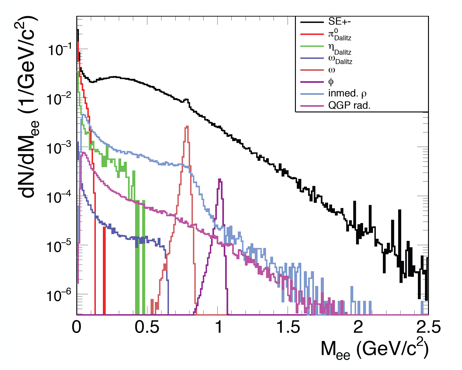 dN/dMee (1/GeV/c²)
10⁻¹
10⁻²
10⁻³
10⁻⁴
10⁻⁵
10⁻⁶
SE+-
π⁰Dalitz
ηDalitz
ωDalitz
ω
ϕ
inmed. ρ
QGP rad.
0 0.5 1 1.5 2 2.5
Mee (GeV/c²)